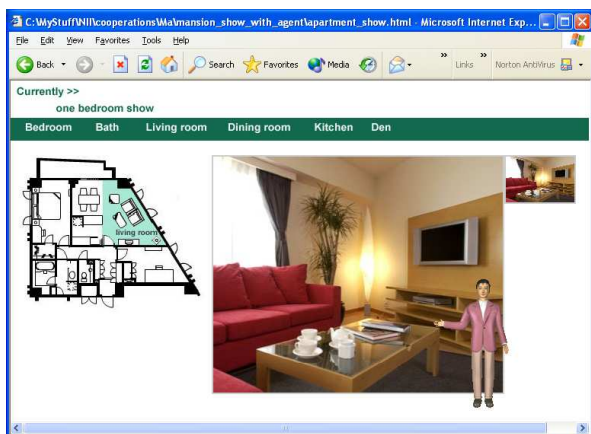 C:\MyStuff\NII\cooperations\Ma\mansion_show_with_agent\apartment_show.html - Microsoft Internet Exp...
File Edit View Favorites Tools Help
Back Search Favorites Media » Links » Norton AntiVirus
Currently >>
one bedroom show
Bedroom Bath Living room Dining room Kitchen Den
living room